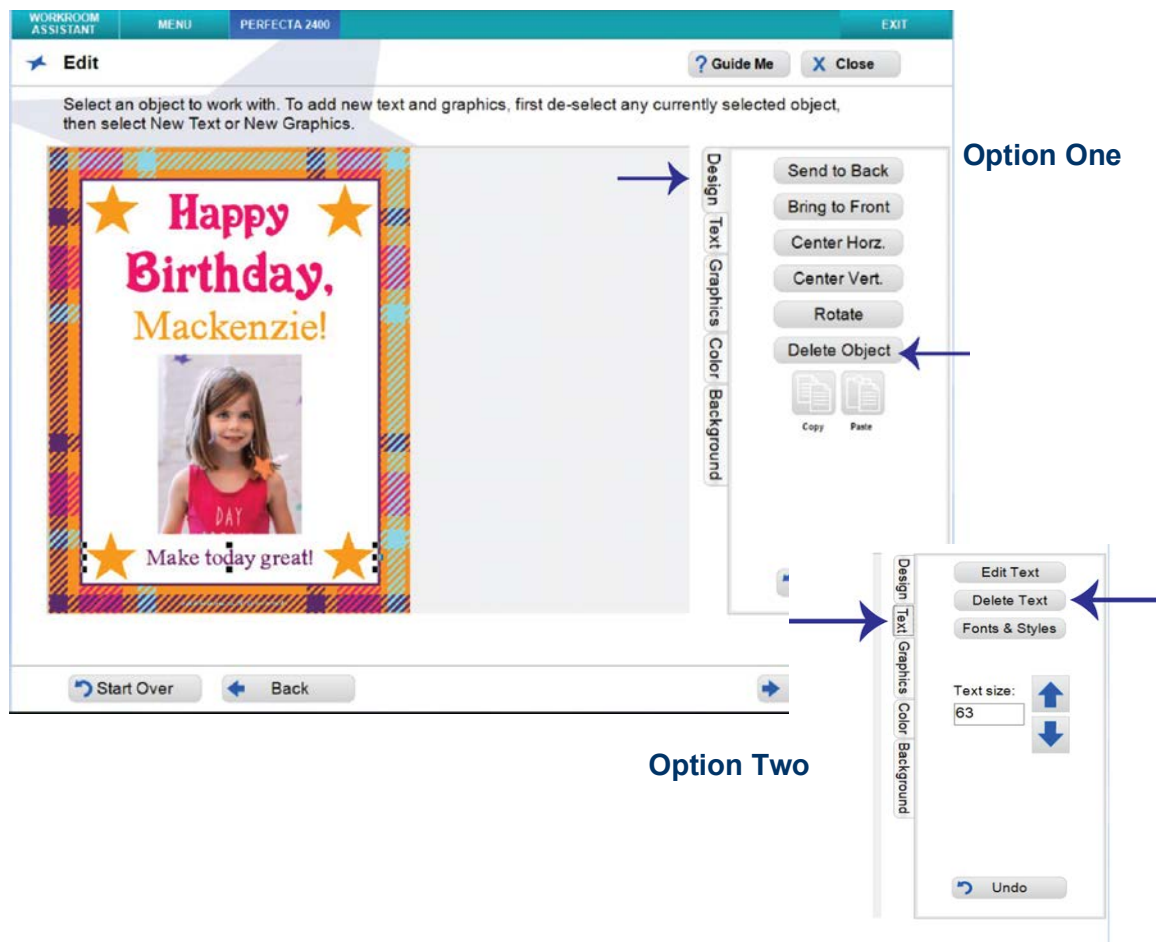 WORKROOM
ASSISTANT
MENU
PERFECTA 2400
EXIT
Edit
? Guide Me
X Close
Select an object to work with. To add new text and graphics, first de-select any currently selected object,
then select New Text or New Graphics.
Option One
Happy
Birthday,
Mackenzie!
DAY
Make today great!
Design
Text
Graphics
Color
Background
Send to Back
Bring to Front
Center Horz.
Center Vert.
Rotate
Delete Object
Copy
Paste
Start Over
Back
Option Two
Design
Text
Graphics
Color
Background
Edit Text
Delete Text
Fonts & Styles
Text size:
63
Undo